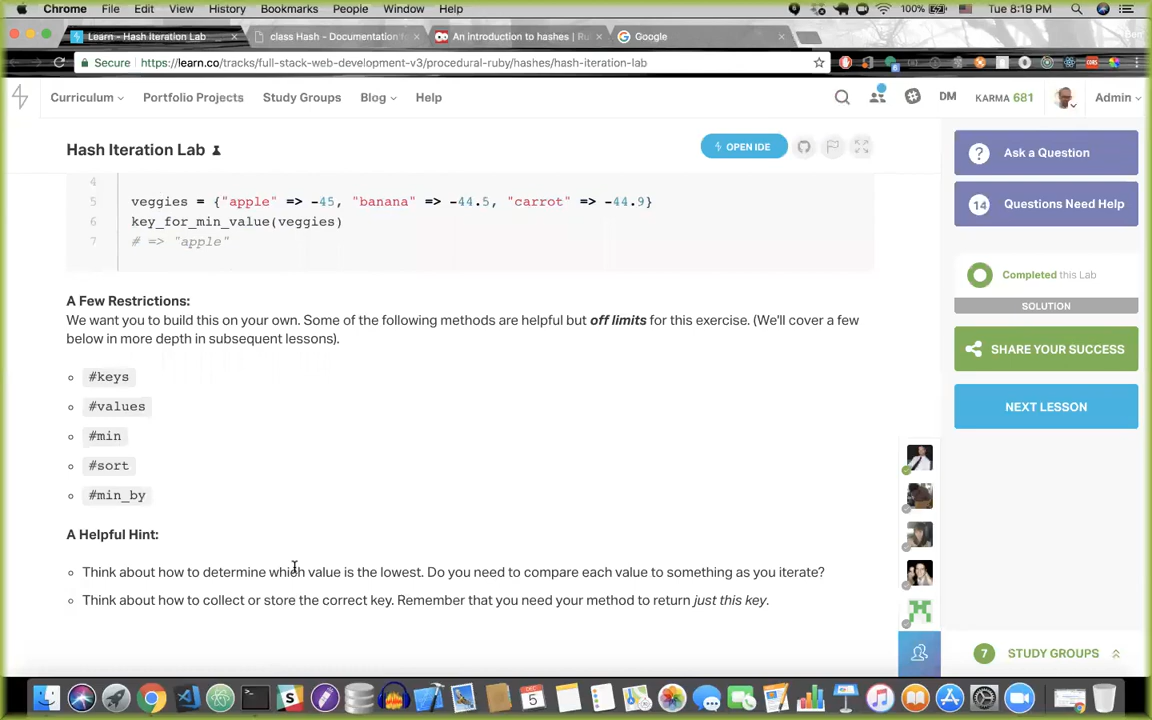 Chrome File Edit View History Bookmarks People Window Help 100% Tue 8:19 PM
Learn - Hash Iteration Lab class Hash - Documentation An introduction to hashes | Google
Secure https://learn.co/tracks/full-stack-web-development-v3/procedural-ruby/hashes/hash-iteration-lab
Curriculum Portfolio Projects Study Groups Blog Help DM KARMA 681 Admin
Hash Iteration Lab OPEN IDE
Ask a Question
14 Questions Need Help
Completed this Lab
SOLUTION
SHARE YOUR SUCCESS
NEXT LESSON
4
5 veggies = {"apple" => -45, "banana" => -44.5, "carrot" => -44.9}
6 key_for_min_value(veggies)
7 # => "apple"
A Few Restrictions:
We want you to build this on your own. Some of the following methods are helpful but off limits for this exercise. (We'll cover a few
below in more depth in subsequent lessons).
#keys
#values
#min
#sort
#min_by
A Helpful Hint:
Think about how to determine which value is the lowest. Do you need to compare each value to something as you iterate?
Think about how to collect or store the correct key. Remember that you need your method to return just this key.
7 STUDY GROUPS
DEC
5